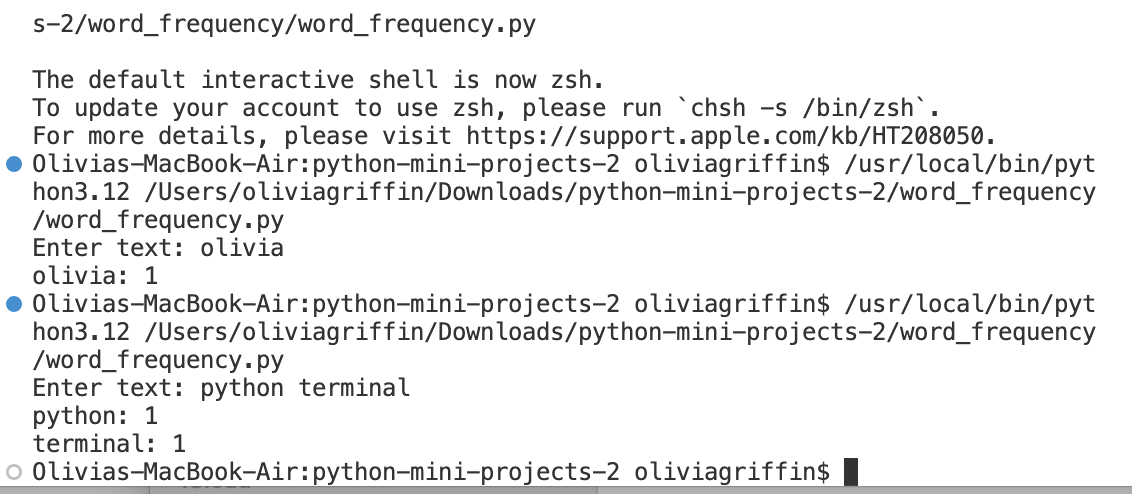 s-2/word_frequency/word_frequency.py
The default interactive shell is now zsh.
To update your account to use zsh, please run `chsh -s /bin/zsh`.
For more details, please visit https://support.apple.com/kb/HT208050.
Olivias-MacBook-Air:python-mini-projects-2 oliviagriffin$ /usr/local/bin/pyt
hon3.12 /Users/oliviagriffin/Downloads/python-mini-projects-2/word_frequency
/word_frequency.py
Enter text: olivia
olivia: 1
Olivias-MacBook-Air:python-mini-projects-2 oliviagriffin$ /usr/local/bin/pyt
hon3.12 /Users/oliviagriffin/Downloads/python-mini-projects-2/word_frequency
/word_frequency.py
Enter text: python terminal
python: 1
terminal: 1
Olivias-MacBook-Air:python-mini-projects-2 oliviagriffin$